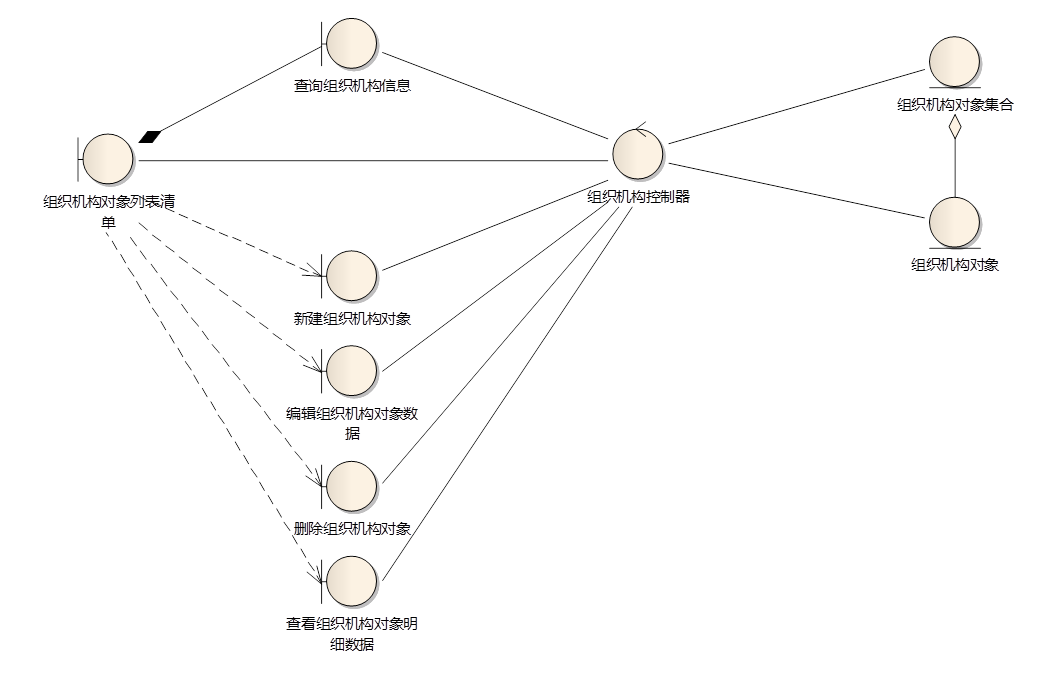 查询组织机构信息
组织机构对象集合
组织机构对象列表清
单
组织机构控制器
组织机构对象
新建组织机构对象
编辑组织机构对象数
据
删除组织机构对象
查看组织机构对象明
细数据